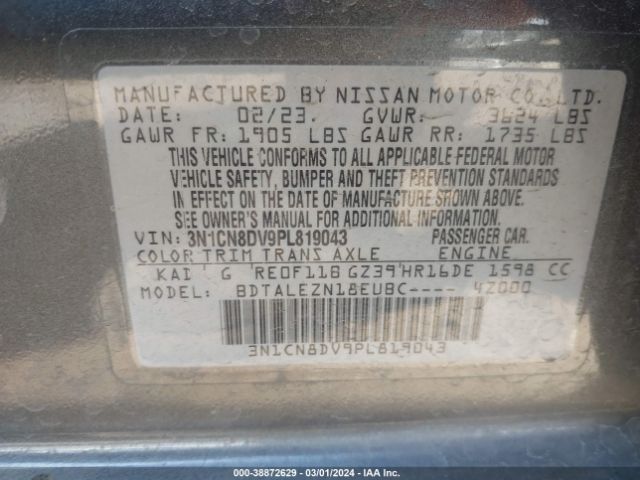 MANUFACTURED BY NISSAN MOTOR CO., LTD.
DATE: 02/23. GVWR: 3624 LBS
GAWR FR: 1905 LBS GAWR RR: 1735 LBS
THIS VEHICLE CONFORMS TO ALL APPLICABLE FEDERAL MOTOR
VEHICLE SAFETY, BUMPER AND THEFT PREVENTION STANDARDS
IN EFFECT ON THE DATE OF MANUFACTURE SHOWN ABOVE.
SEE OWNER'S MANUAL FOR ADDITIONAL INFORMATION.
VIN: 3N1CN8DV9PL819043 PASSENGER CAR.
COLOR TRIM TRANS AXLE ENGINE
KAD ' G 'RE0F11B GZ39'HR16DE 1598 CC
MODEL: BDTALEZN18EUBC---- 42000
3N1CN8DV9PL819043
000-38872629 - 03/01/2024 - IAA Inc.